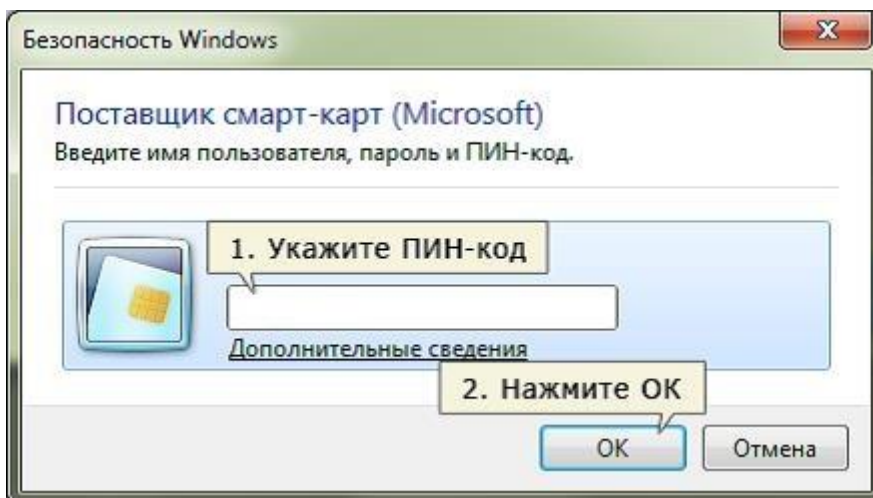 Безопасность Windows
Поставщик смарт-карт (Microsoft)
Введите имя пользователя, пароль и ПИН-код.
1. Укажите ПИН-код
Дополнительные сведения
2. Нажмите ОК
ОК
Отмена